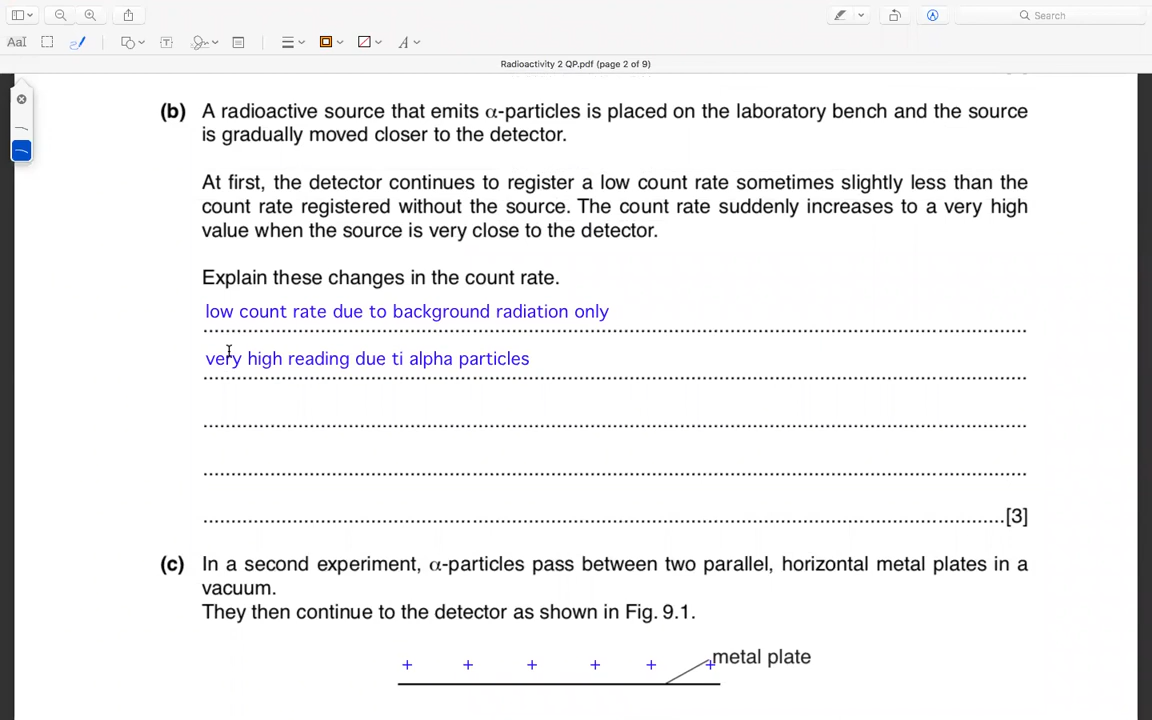 Search
AaI
A
Radioactivity 2 QP.pdf (page 2 of 9)
(b) A radioactive source that emits α-particles is placed on the laboratory bench and the source
is gradually moved closer to the detector.
At first, the detector continues to register a low count rate sometimes slightly less than the
count rate registered without the source. The count rate suddenly increases to a very high
value when the source is very close to the detector.
Explain these changes in the count rate.
low count rate due to background radiation only
very high reading due ti alpha particles
[3]
(c) In a second experiment, α-particles pass between two parallel, horizontal metal plates in a
vacuum.
They then continue to the detector as shown in Fig. 9.1.
+ + + + + +
metal plate